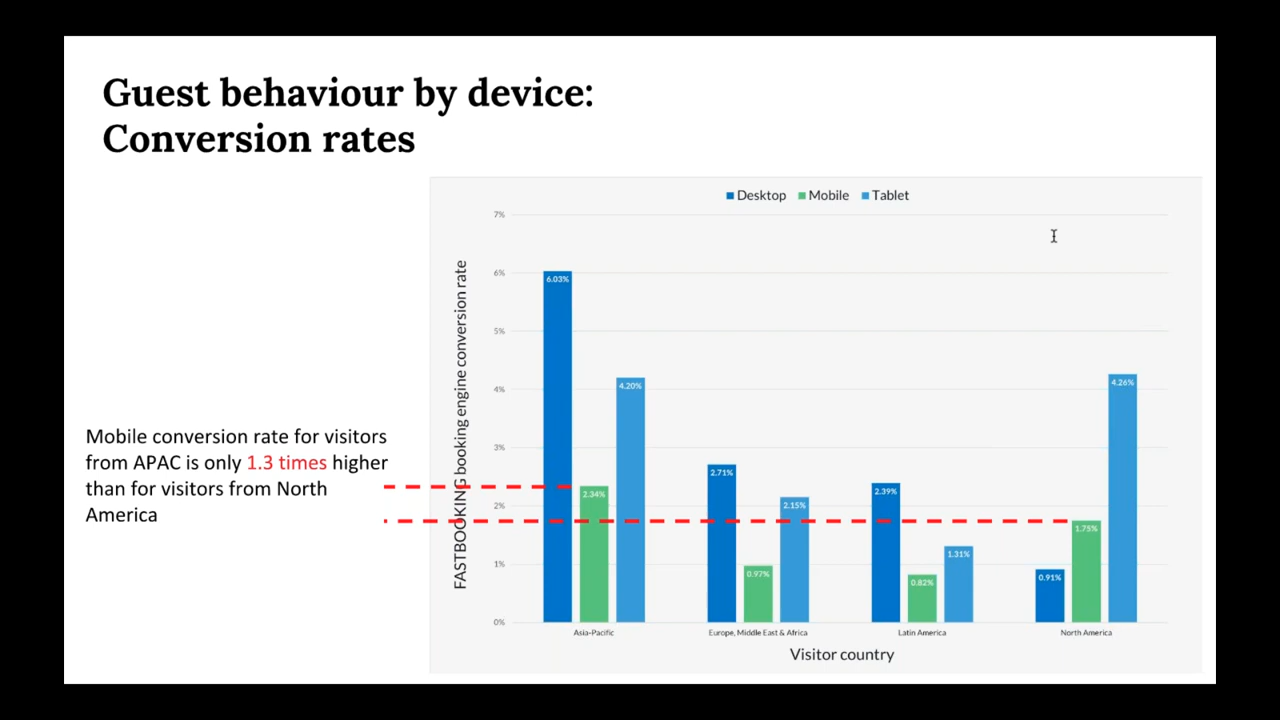 Guest behaviour by device:
Conversion rates
Desktop Mobile Tablet
7%
6%
5%
4%
3%
2%
1%
0%
FASTBOOKING booking engine conversion rate
6.03%
2.34%
4.20%
2.71%
0.97%
2.15%
2.39%
0.82%
1.31%
0.91%
1.75%
4.26%
Asia-Pacific
Europe, Middle East & Africa
Latin America
North America
Visitor country
Mobile conversion rate for visitors
from APAC is only 1.3 times higher
than for visitors from North
America